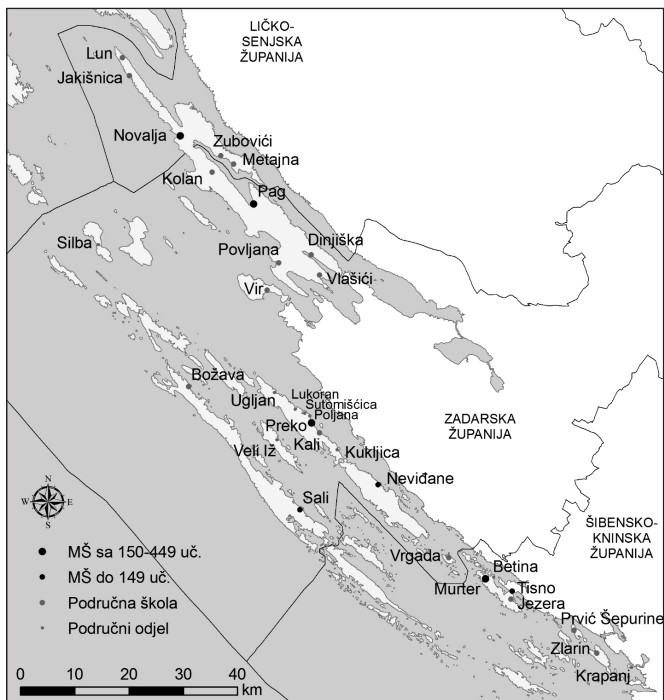 LIČKO-
SENJSKA
ŽUPANIJA
Lun
Jakišnica
Novalja
Zubovići
Metajna
Kolan
Pag
Silba
Dinjiška
Povljana
Vlašići
Vir
Božava
Ugljan
Lukoran
Sutomišćica
Poljana
Preko
Kali
Veli Iž
Kukljica
ZADARSKA
ŽUPANIJA
Neviđane
Sali
ŠIBENSKO-
KNINSKA
ŽUPANIJA
Vrgada
Betina
Murter
Tisno
Jezera
Prvić Šepurine
Zlarin
Krapanj
N
W
E
S
MŠ sa 150-449 uč.
MŠ do 149 uč.
Područna škola
Područni odjel
0 10 20 30 40
km